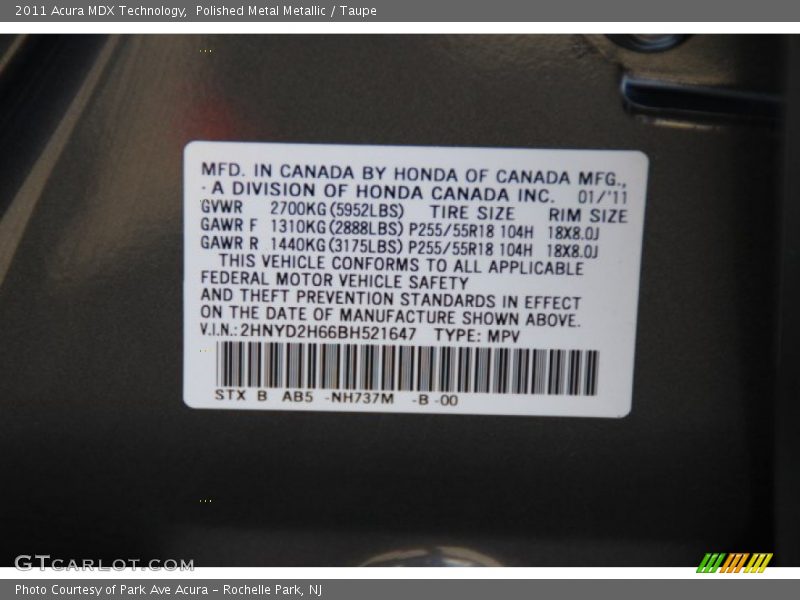 2011 Acura MDX Technology,  Polished Metal Metallic / Taupe
MFD. IN CANADA BY HONDA OF CANADA MFG.,
A DIVISION OF HONDA CANADA INC. 01/'11
GVWR 2700KG(5952LBS) TIRE SIZE RIM SIZE
GAWR F 1310KG(2888LBS) P255/55R18 104H 18X8.0J
GAWR R 1440KG(3175LBS) P255/55R18 104H 18X8.0J
THIS VEHICLE CONFORMS TO ALL APPLICABLE
FEDERAL MOTOR VEHICLE SAFETY
AND THEFT PREVENTION STANDARDS IN EFFECT
ON THE DATE OF MANUFACTURE SHOWN ABOVE.
V.I.N.: 2HNYD2H66BH521647 TYPE: MPV
STX B AB5 -NH737M -B -00
GTCARLOT.COM
Photo Courtesy of Park Ave Acura - Rochelle Park, NJ